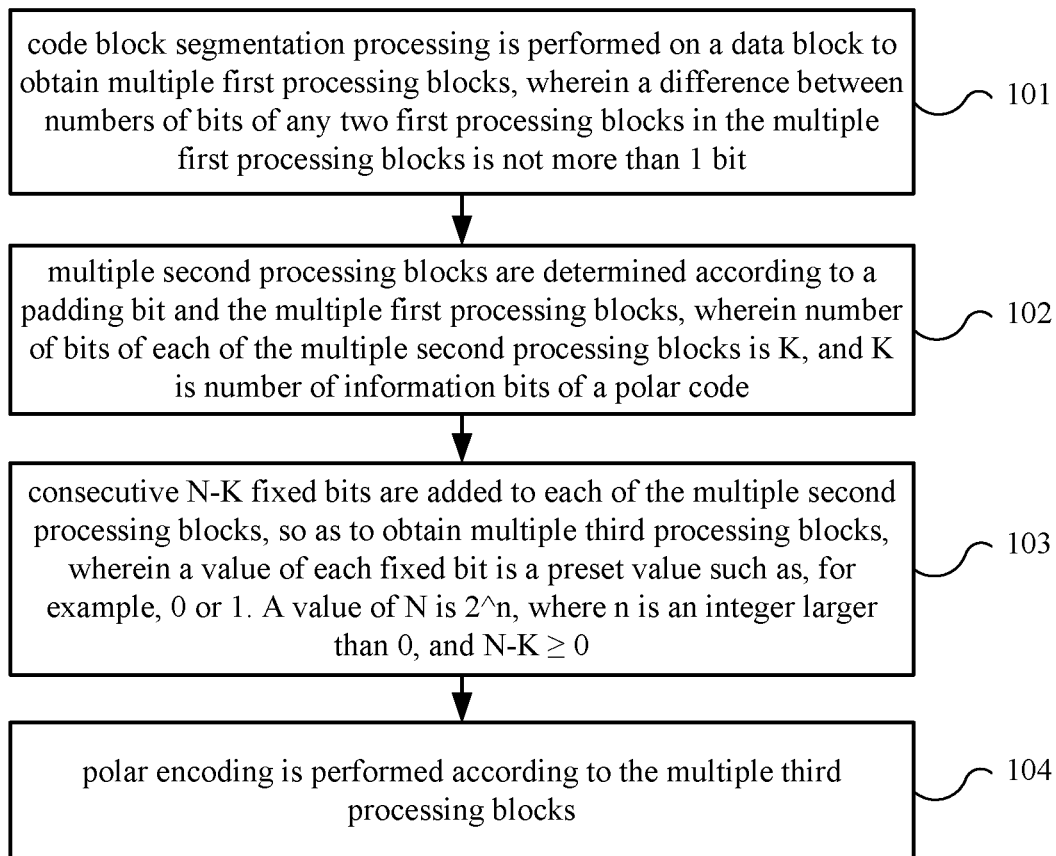 code block segmentation processing is performed on a data block to
obtain multiple first processing blocks, wherein a difference between
numbers of bits of any two first processing blocks in the multiple
first processing blocks is not more than 1 bit
101
multiple second processing blocks are determined according to a
padding bit and the multiple first processing blocks, wherein number
of bits of each of the multiple second processing blocks is K, and K
is number of information bits of a polar code
102
consecutive N-K fixed bits are added to each of the multiple second
processing blocks, so as to obtain multiple third processing blocks,
wherein a value of each fixed bit is a preset value such as, for
example, 0 or 1. A value of N is 2^n, where n is an integer larger
than 0, and N-K ≥ 0
103
polar encoding is performed according to the multiple third
processing blocks
104